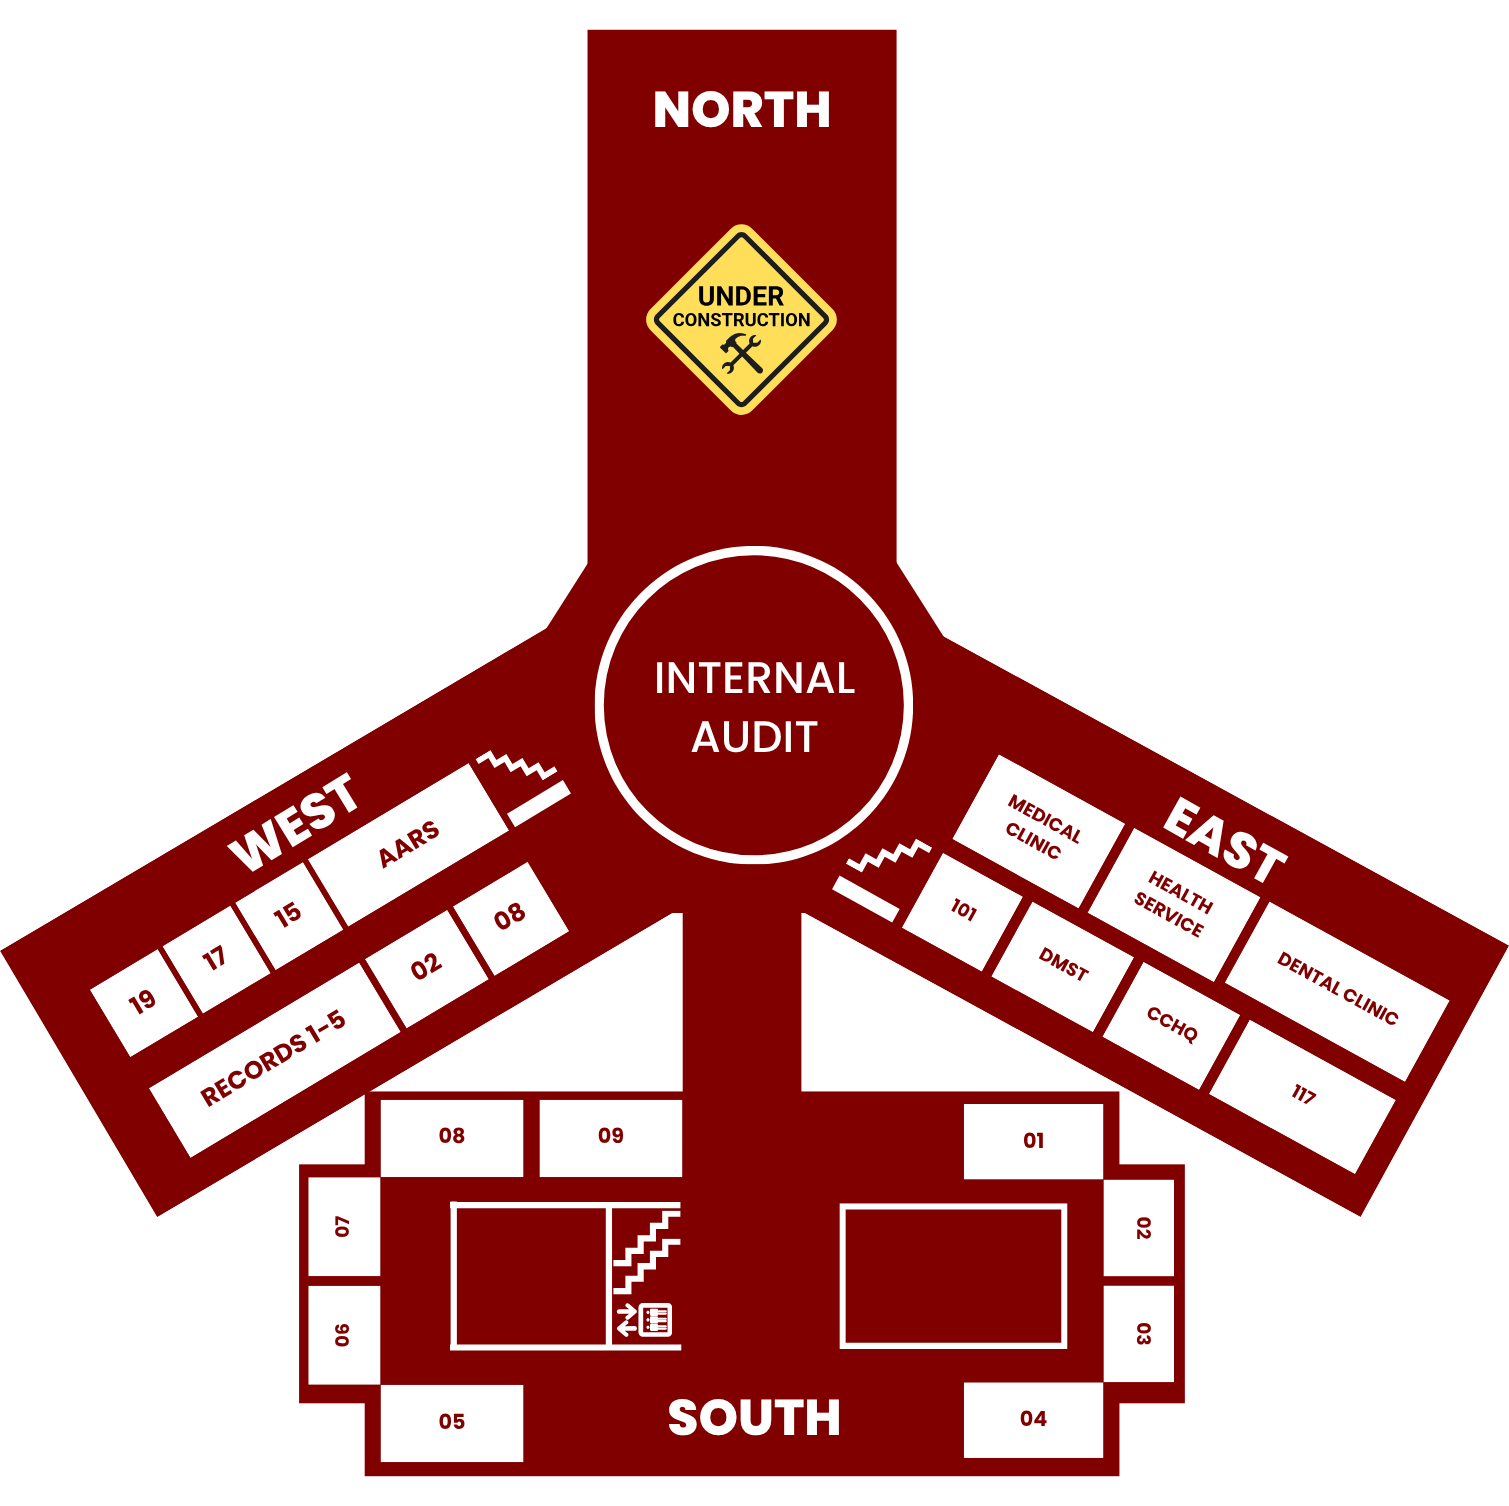 NORTH
UNDER
CONSTRUCTION
INTERNAL
AUDIT
WEST
AARS
15
17
19
08
02
RECORDS 1-5
EAST
MEDICAL
CLINIC
HEALTH
SERVICE
DENTAL CLINIC
101
DMST
CCHQ
117
08
09
01
07
02
06
03
05
SOUTH
04